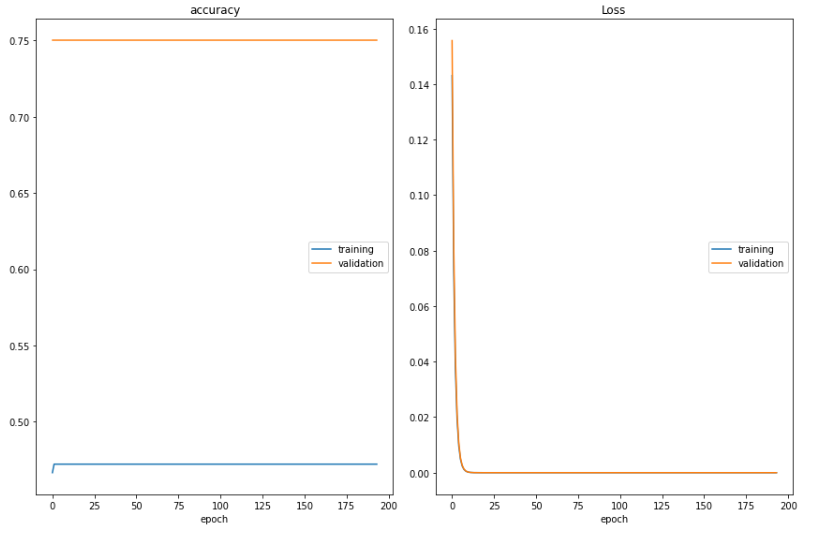 accuracy
0.75
0.70
0.65
0.60
0.55
0.50
training
validation
0 25 50 75 100 125 150 175 200
epoch
Loss
0.16
0.14
0.12
0.10
0.08
0.06
0.04
0.02
0.00
training
validation
0 25 50 75 100 125 150 175 200
epoch